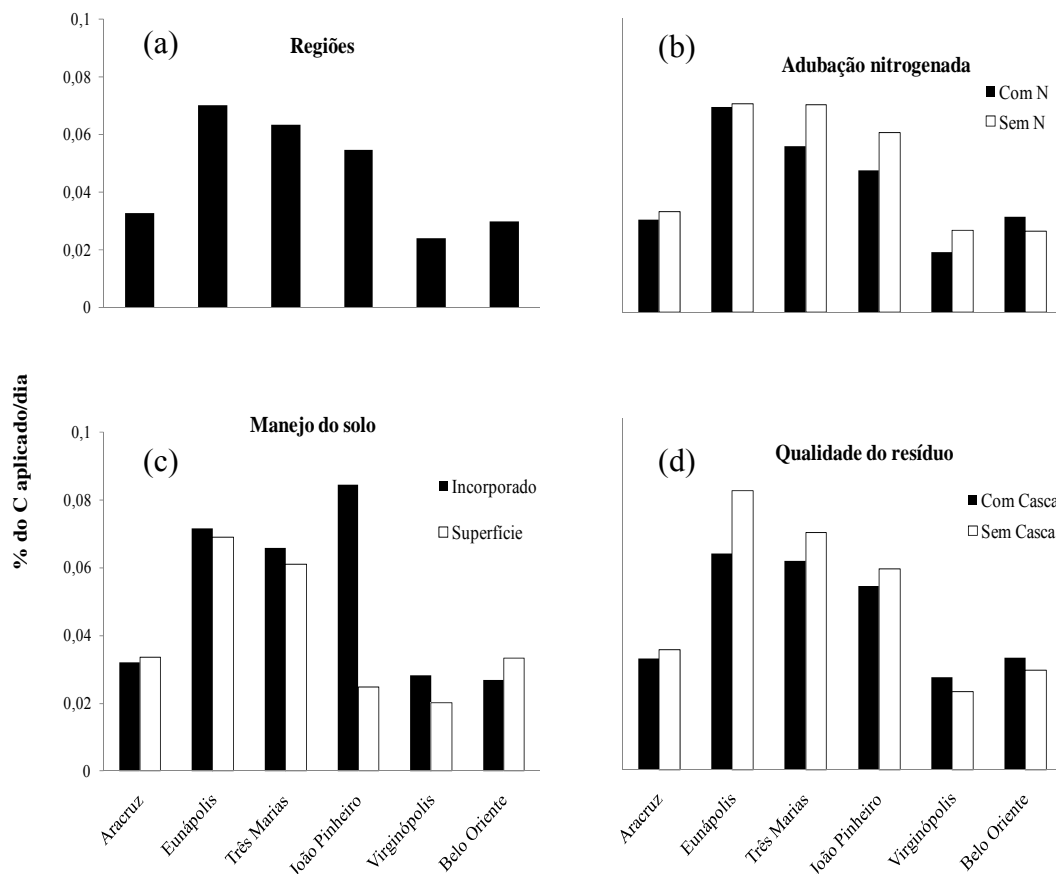 (a)
Regiões
0,1
0,08
0,06
0,04
0,02
0
(b)
Adubação nitrogenada
Com N
Sem N
% do C aplicado/dia
(c)
Manejo do solo
Incorporado
Superfície
0,1
0,08
0,06
0,04
0,02
0
Aracruz
Eunápolis
Três Marias
João Pinheiro
Virginópolis
Belo Oriente
(d)
Qualidade do resíduo
Com Casca
Sem Casca
Aracruz
Eunápolis
Três Marias
João Pinheiro
Virginópolis
Belo Oriente